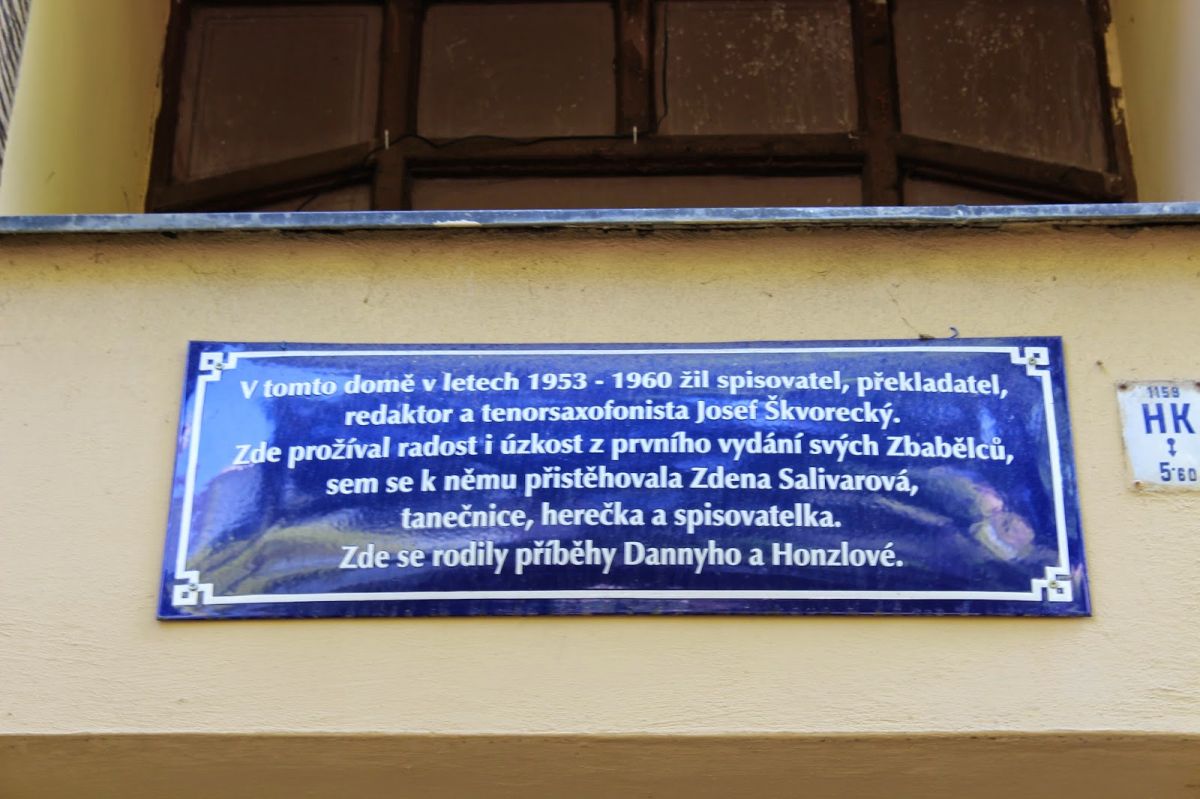 V tomto domě v letech 1953 - 1960 žil spisovatel, překladatel,
redaktor a tenorsaxofonista Josef Škvorecký.
Zde prožíval radost i úzkost z prvního vydání svých Zbabělců,
sem se k němu přistěhovala Zdena Salivarová,
tanečnice, herečka a spisovatelka.
Zde se rodily příběhy Dannyho a Honzlové.
1159
HK
5·60